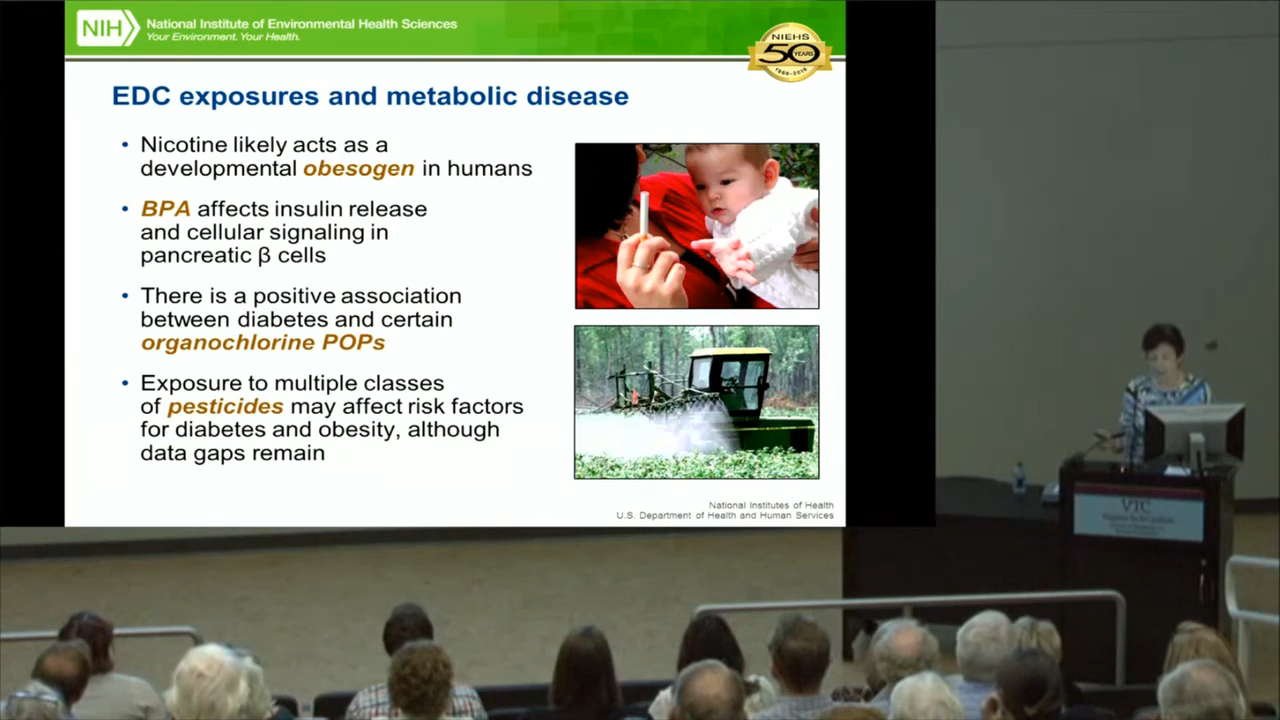 NIH
National Institute of Environmental Health Sciences
Your Environment. Your Health.
NIEHS
50
YEARS
1966-2016
EDC exposures and metabolic disease
• Nicotine likely acts as a
developmental obesogen in humans
• BPA affects insulin release
and cellular signaling in
pancreatic β cells
• There is a positive association
between diabetes and certain
organochlorine POPs
• Exposure to multiple classes
of pesticides may affect risk factors
for diabetes and obesity, although
data gaps remain
National Institutes of Health
U.S. Department of Health and Human Services
VTC